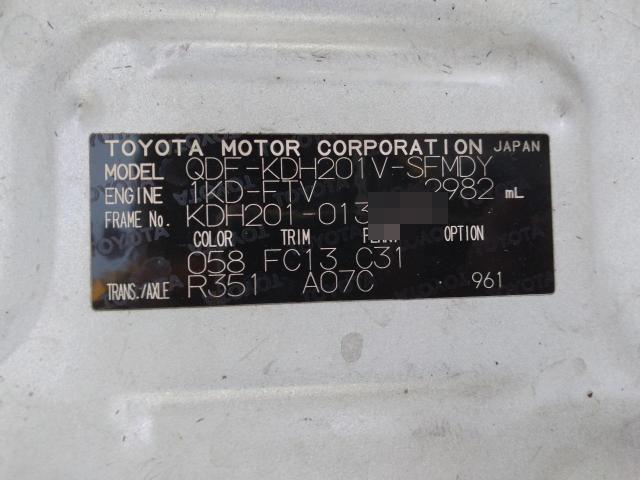 TOYOTA MOTOR CORPORATION JAPAN
MODEL QDF-KDH201V-SFMDY
ENGINE 1KD-FTV 2982 mL
FRAME No. KDH201-013
COLOR TRIM PLANT OPTION
058 FC13 C31
TRANS./AXLE R351 A07C 961